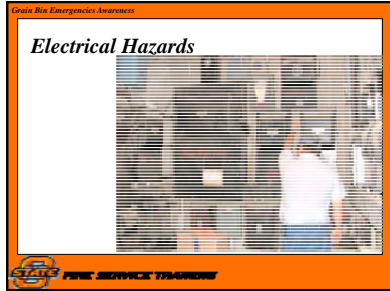 Grain Bin Emergencies Awareness
Electrical Hazards
STATE
FIRE SERVICE TRAINING